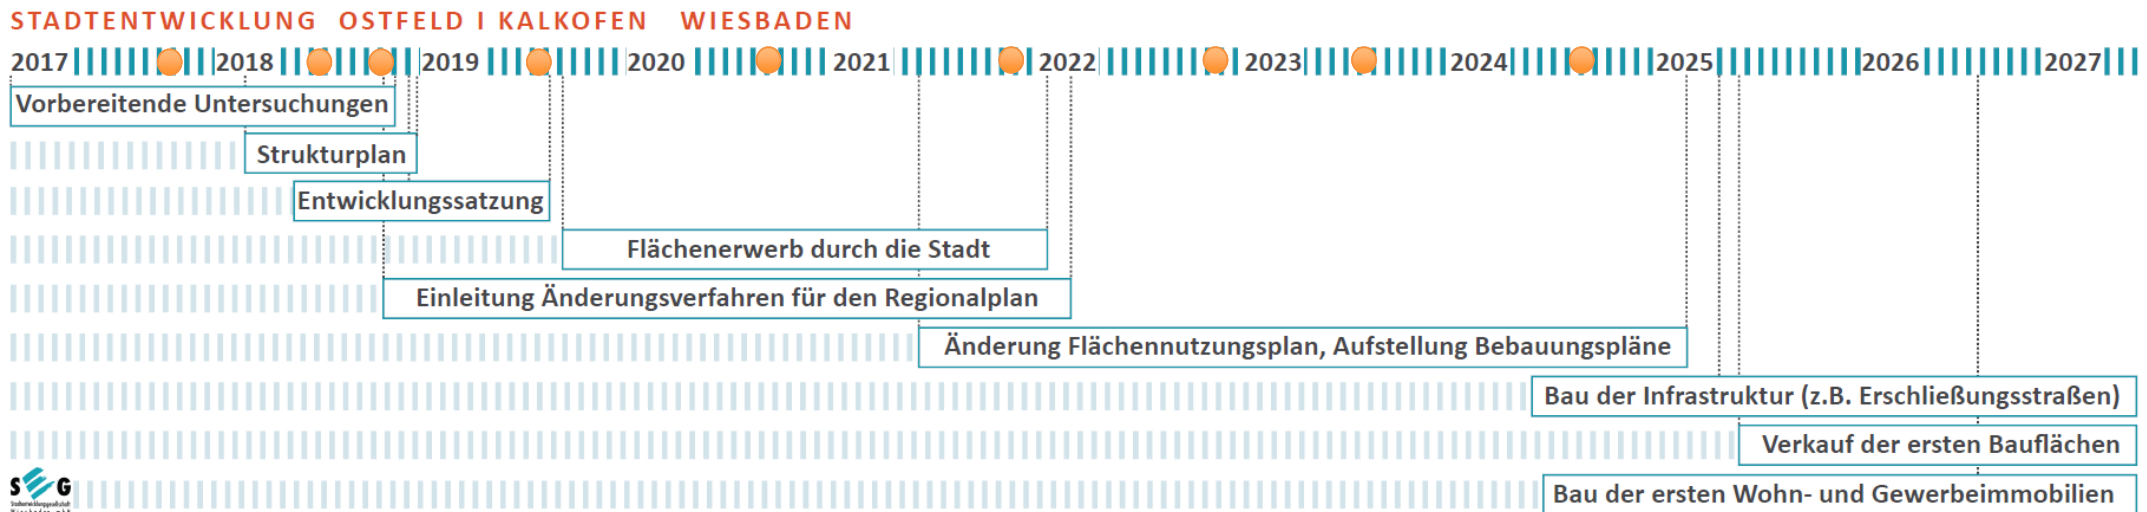 STADTENTWICKLUNG OSTFELD I KALKOFEN WIESBADEN
2017 2018 2019 2020 2021 2022 2023 2024 2025 2026 2027
Vorbereitende Untersuchungen
Strukturplan
Entwicklungssatzung
Flächenerwerb durch die Stadt
Einleitung Änderungsverfahren für den Regionalplan
Änderung Flächennutzungsplan, Aufstellung Bebauungspläne
Bau der Infrastruktur (z.B. Erschließungsstraßen)
Verkauf der ersten Bauflächen
S G
Bau der ersten Wohn- und Gewerbeimmobilien